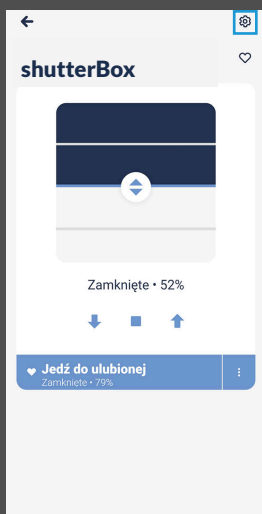 shutterBox
Zamknięte • 52%
Jedź do ulubionej
Zamknięte • 79%